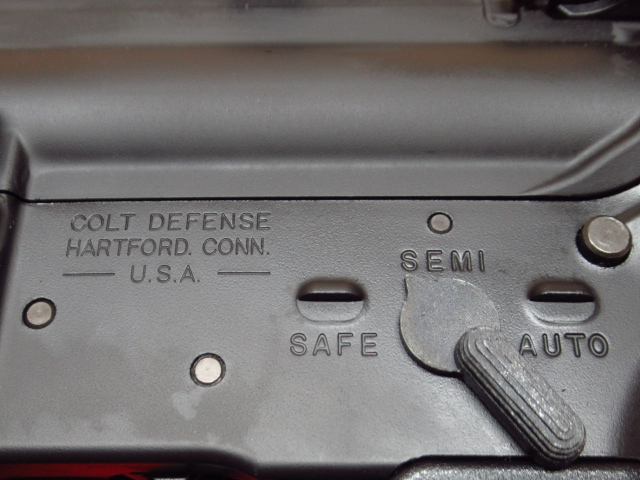 COLT DEFENSE
HARTFORD. CONN.
U.S.A.
SEMI
SAFE
AUTO